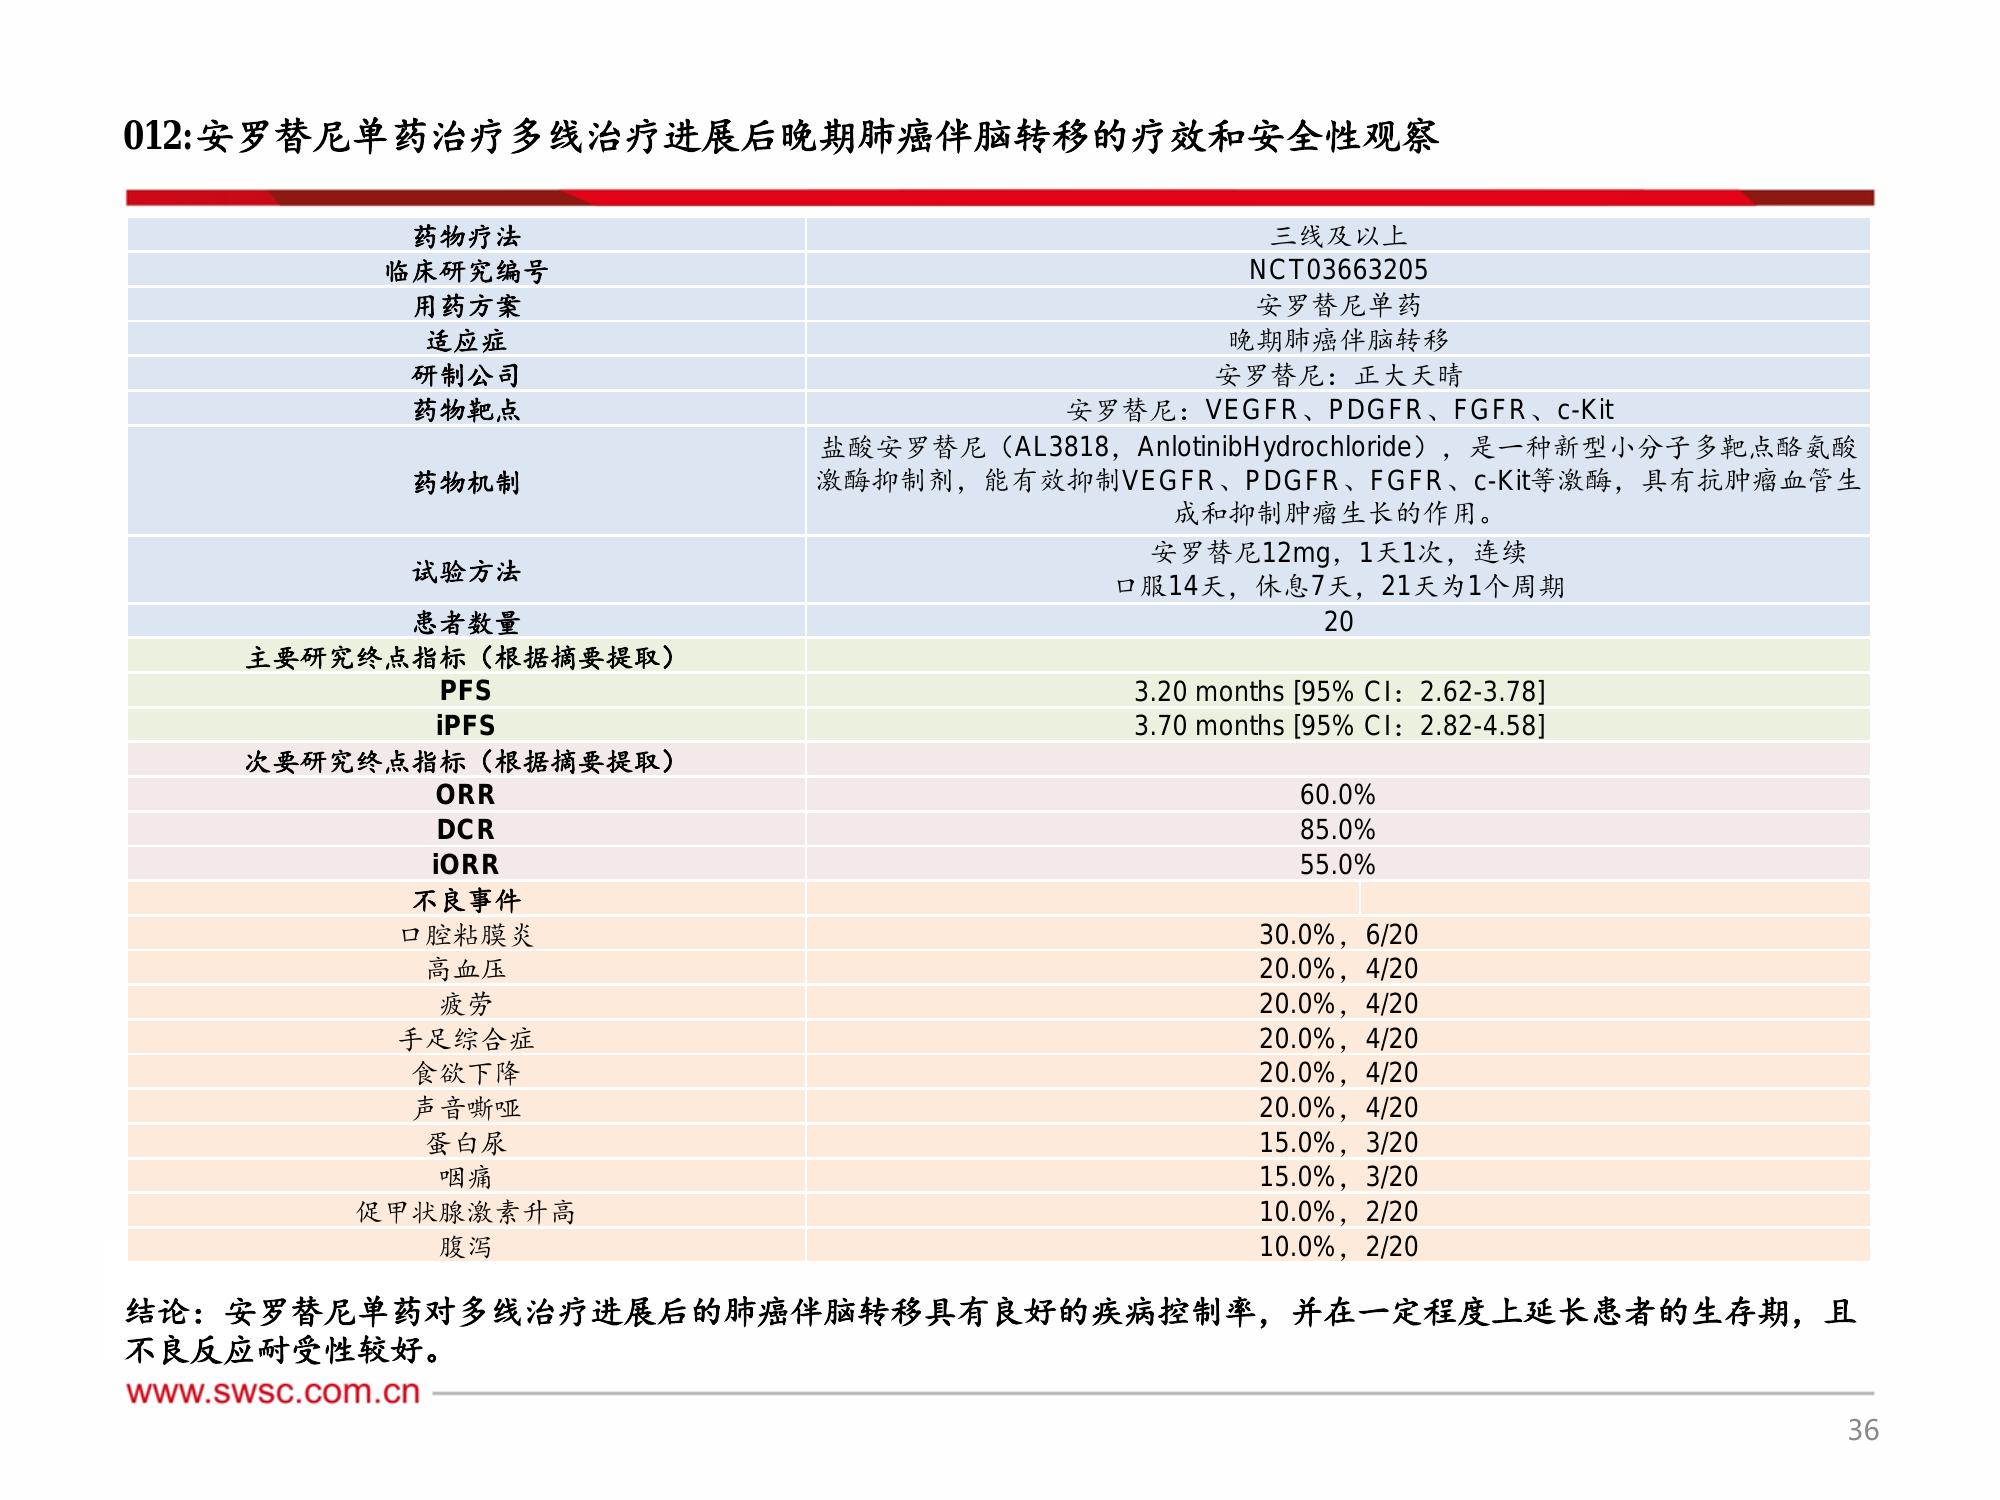 012:安罗替尼单药治疗多线治疗进展后晚期肺癌伴脑转移的疗效和安全性观察
药物疗法 三线及以上
临床研究编号 NCT03663205
用药方案 安罗替尼单药
适应症 晚期肺癌伴脑转移
研制公司 安罗替尼：正大天晴
药物靶点 安罗替尼：VEGFR、PDGFR、FGFR、c-Kit
药物机制 盐酸安罗替尼（AL3818，AnlotinibHydrochloride），是一种新型小分子多靶点酪氨酸
激酶抑制剂，能有效抑制VEGFR、PDGFR、FGFR、c-Kit等激酶，具有抗肿瘤血管生
成和抑制肿瘤生长的作用。
试验方法 安罗替尼12mg，1天1次，连续
口服14天，休息7天，21天为1个周期
患者数量 20
主要研究终点指标（根据摘要提取）
PFS 3.20 months [95% CI：2.62-3.78]
iPFS 3.70 months [95% CI：2.82-4.58]
次要研究终点指标（根据摘要提取）
ORR 60.0%
DCR 85.0%
iORR 55.0%
不良事件
口腔粘膜炎 30.0%，6/20
高血压 20.0%，4/20
疲劳 20.0%，4/20
手足综合症 20.0%，4/20
食欲下降 20.0%，4/20
声音嘶哑 20.0%，4/20
蛋白尿 15.0%，3/20
咽痛 15.0%，3/20
促甲状腺激素升高 10.0%，2/20
腹泻 10.0%，2/20
结论：安罗替尼单药对多线治疗进展后的肺癌伴脑转移具有良好的疾病控制率，并在一定程度上延长患者的生存期，且
不良反应耐受性较好。
www.swsc.com.cn
36